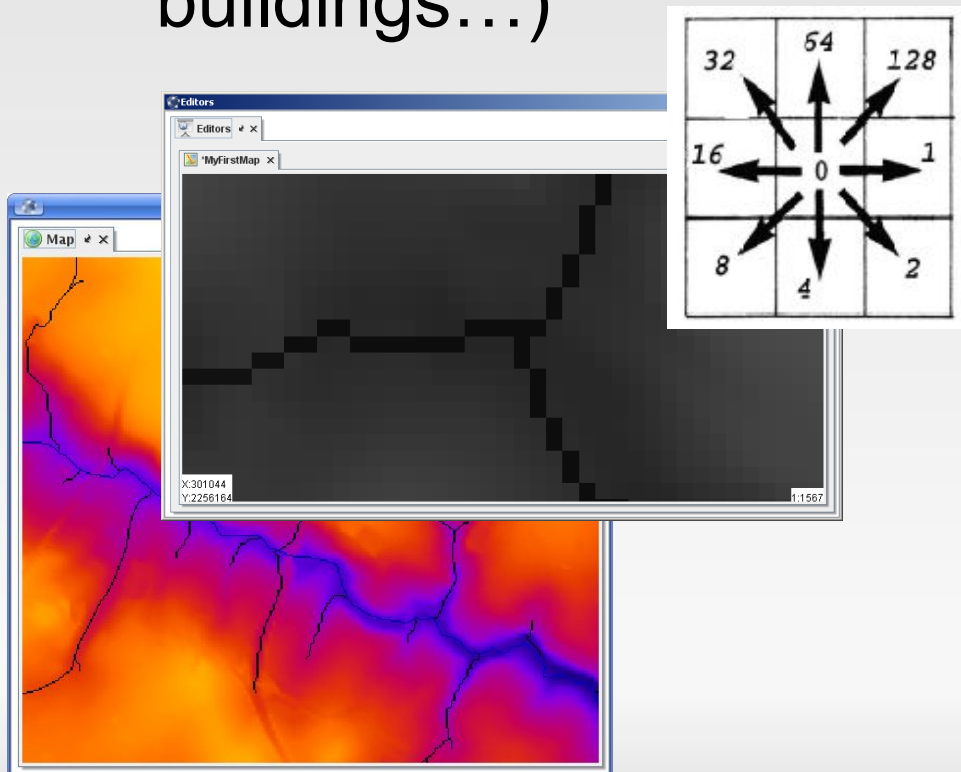 buildings…)
32 64 128
16 0 1
8 4 2
Editors
Editors
*MyFirstMap
X:301044
Y:2256164
1:1567
Map